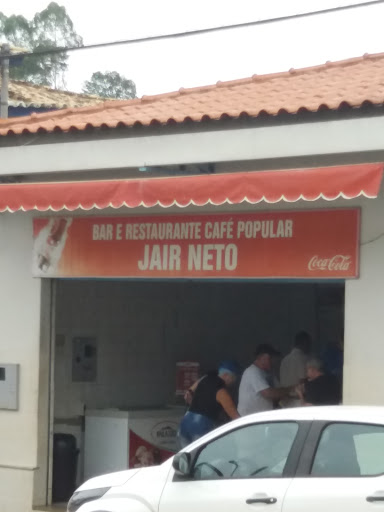 BAR E RESTAURANTE CAFÉ POPULAR
JAIR NETO
Coca-Cola